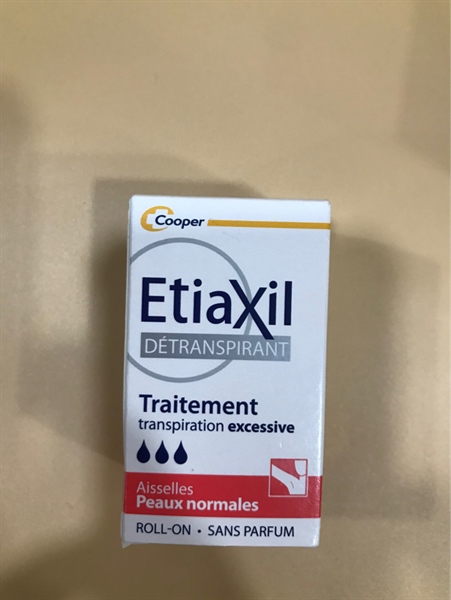 Cooper
EtiaXil
DÉTRANSPIRANT
Traitement
transpiration excessive
Aisselles
Peaux normales
ROLL-ON • SANS PARFUM